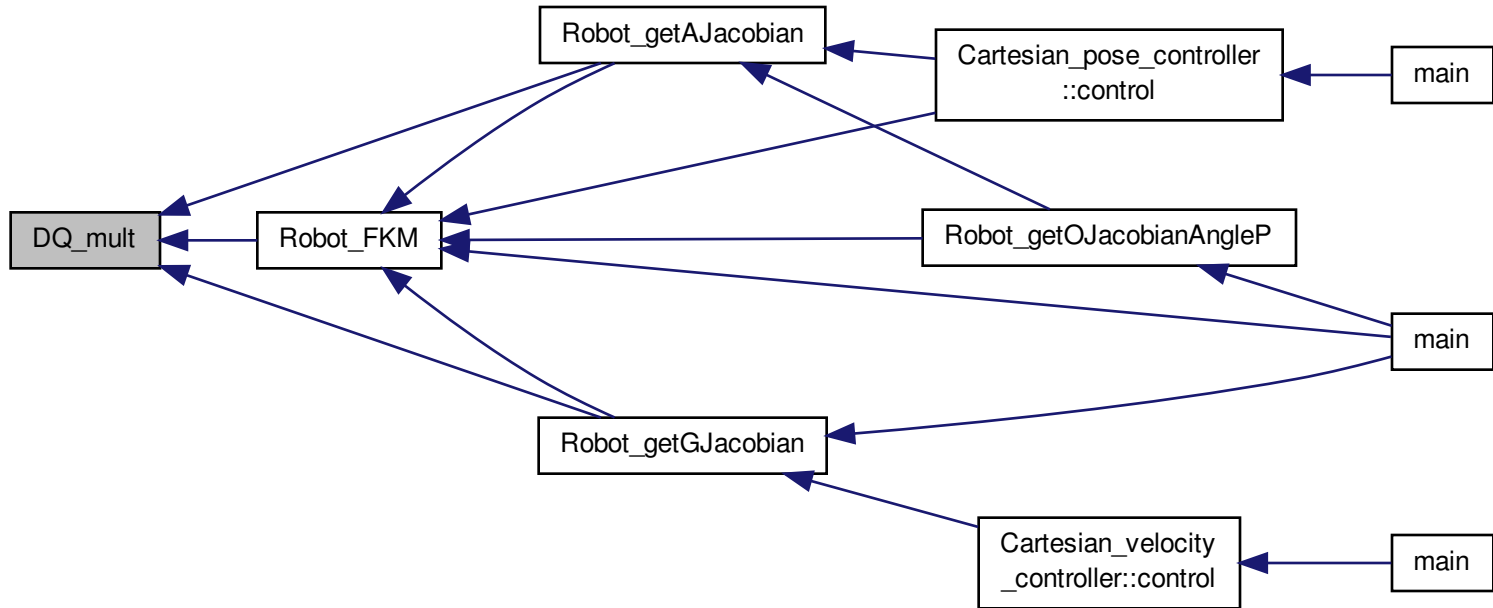 Robot_getAJacobian
Cartesian_pose_controller
::control
main
DQ_mult
Robot_FKM
Robot_getOJacobianAngleP
main
Robot_getGJacobian
Cartesian_velocity
_controller::control
main